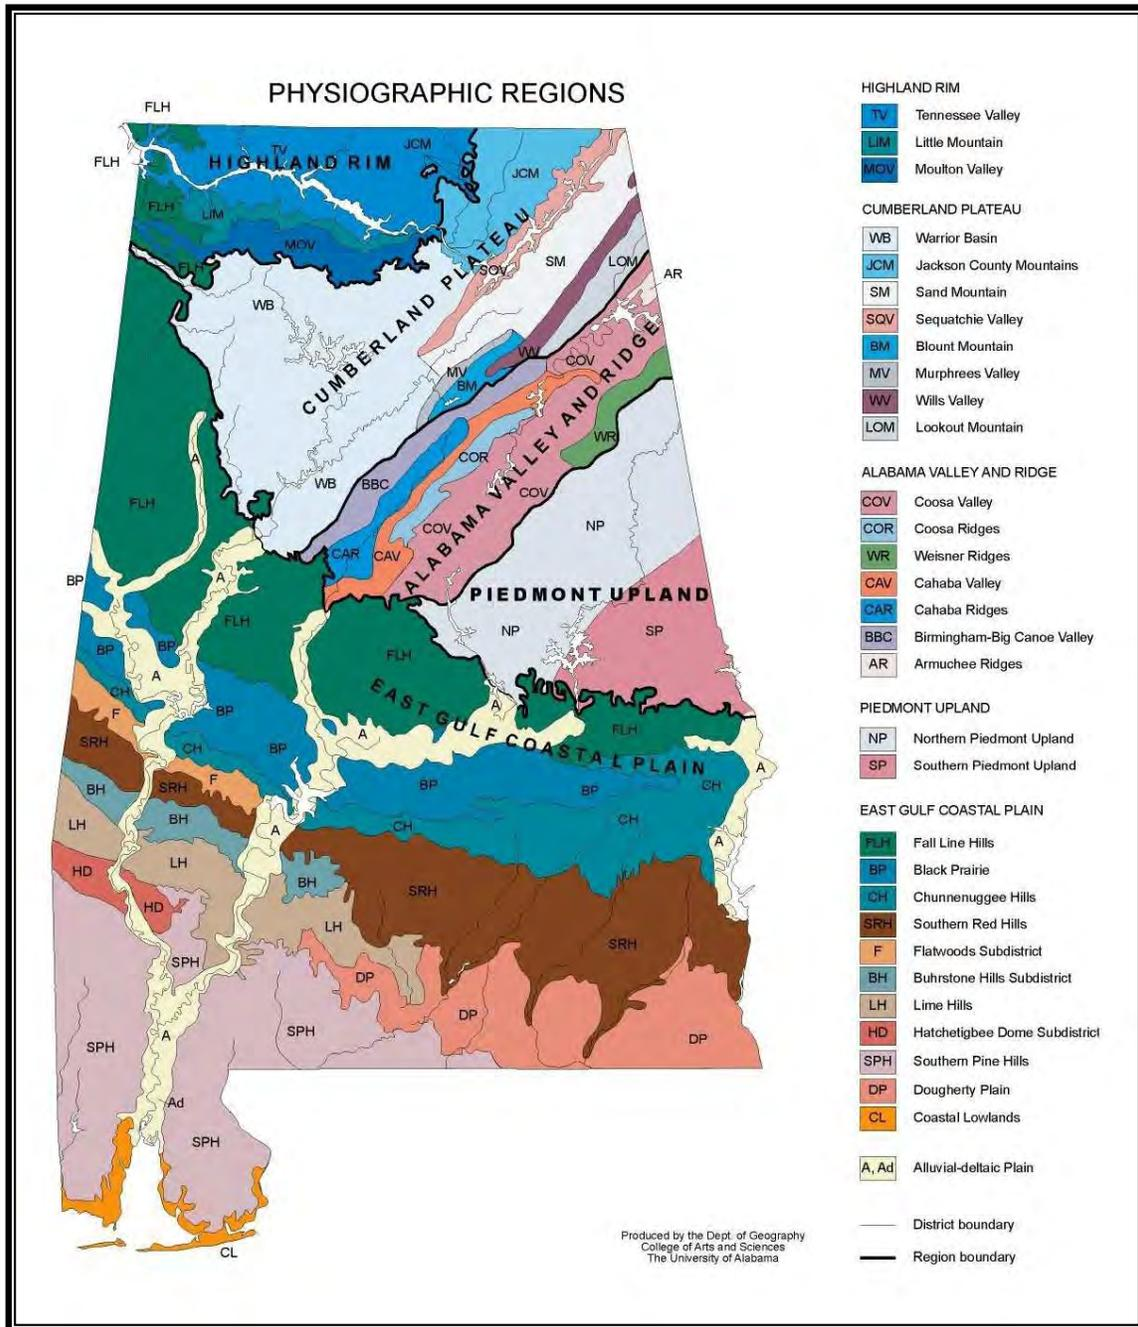 PHYSIOGRAPHIC REGIONS
FLH
FLH
TV
HIGHLAND RIM
JCM
JCM
FLH
LIM
MOV
FLH
SQV
SM
LOM
AR
WB
CUMBERLAND PLATEAU
WV
COV
MV
BM
COR
WR
WB
BBC
COV
ALABAMA VALLEY AND RIDGE
A
FLH
COV
NP
CAR
CAV
A
BP
PIEDMONT UPLAND
FLH
NP
SP
BP
BP
FLH
A
CH
EAST GULF COASTAL PLAIN
A
F
BP
A
FLH
SRH
CH
BP
A
F
BP
BP
CH
BH
SRH
BH
A
CH
CH
A
LH
LH
HD
BH
SRH
HD
LH
SRH
SPH
DP
DP
DP
SPH
A
SPH
Ad
SPH
CL
HIGHLAND RIM
TV Tennessee Valley
LIM Little Mountain
MOV Moulton Valley
CUMBERLAND PLATEAU
WB Warrior Basin
JCM Jackson County Mountains
SM Sand Mountain
SQV Sequatchie Valley
BM Blount Mountain
MV Murphrees Valley
WV Wills Valley
LOM Lookout Mountain
ALABAMA VALLEY AND RIDGE
COV Coosa Valley
COR Coosa Ridges
WR Weisner Ridges
CAV Cahaba Valley
CAR Cahaba Ridges
BBC Birmingham-Big Canoe Valley
AR Armuchee Ridges
PIEDMONT UPLAND
NP Northern Piedmont Upland
SP Southern Piedmont Upland
EAST GULF COASTAL PLAIN
FLH Fall Line Hills
BP Black Prairie
CH Chunnenuggee Hills
SRH Southern Red Hills
F Flatwoods Subdistrict
BH Buhrstone Hills Subdistrict
LH Lime Hills
HD Hatchetigbee Dome Subdistrict
SPH Southern Pine Hills
DP Dougherty Plain
CL Coastal Lowlands
A, Ad Alluvial-deltaic Plain
District boundary
Region boundary
Produced by the Dept. of Geography
College of Arts and Sciences
The University of Alabama